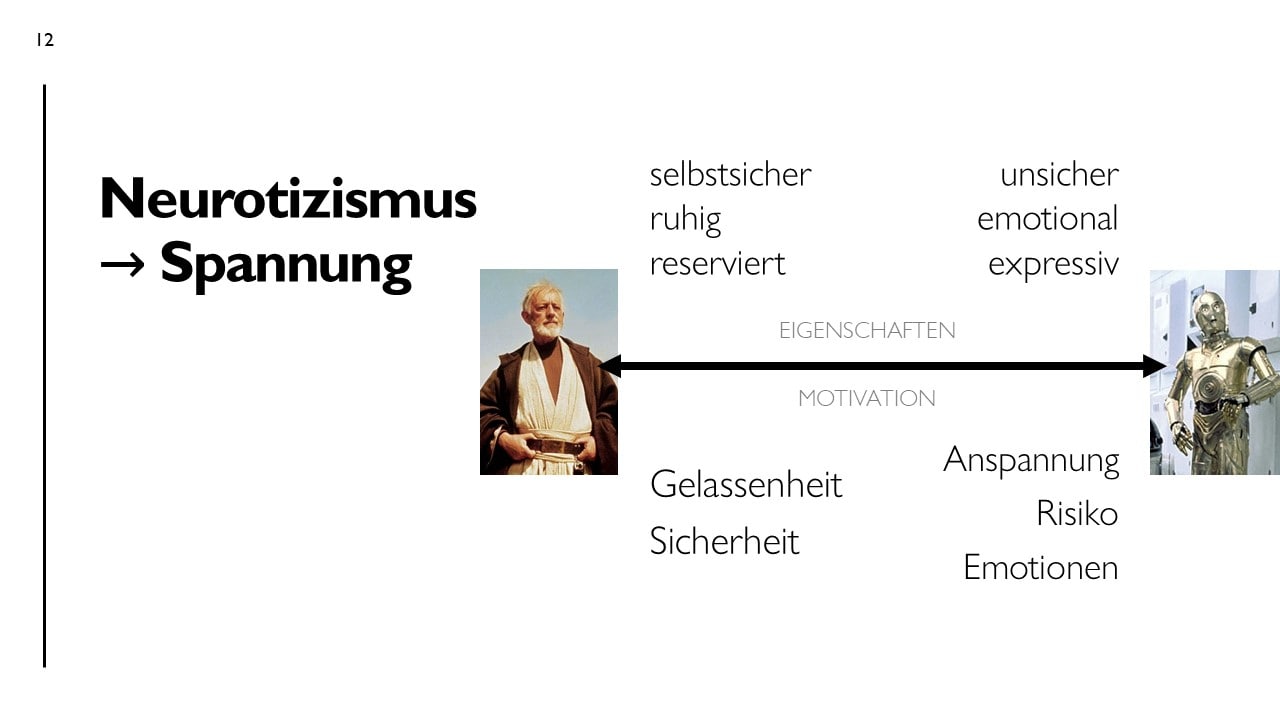 12
Neurotizismus
→ Spannung
selbstsicher
ruhig
reserviert
unsicher
emotional
expressiv
EIGENSCHAFTEN
MOTIVATION
Gelassenheit
Sicherheit
Anspannung
Risiko
Emotionen